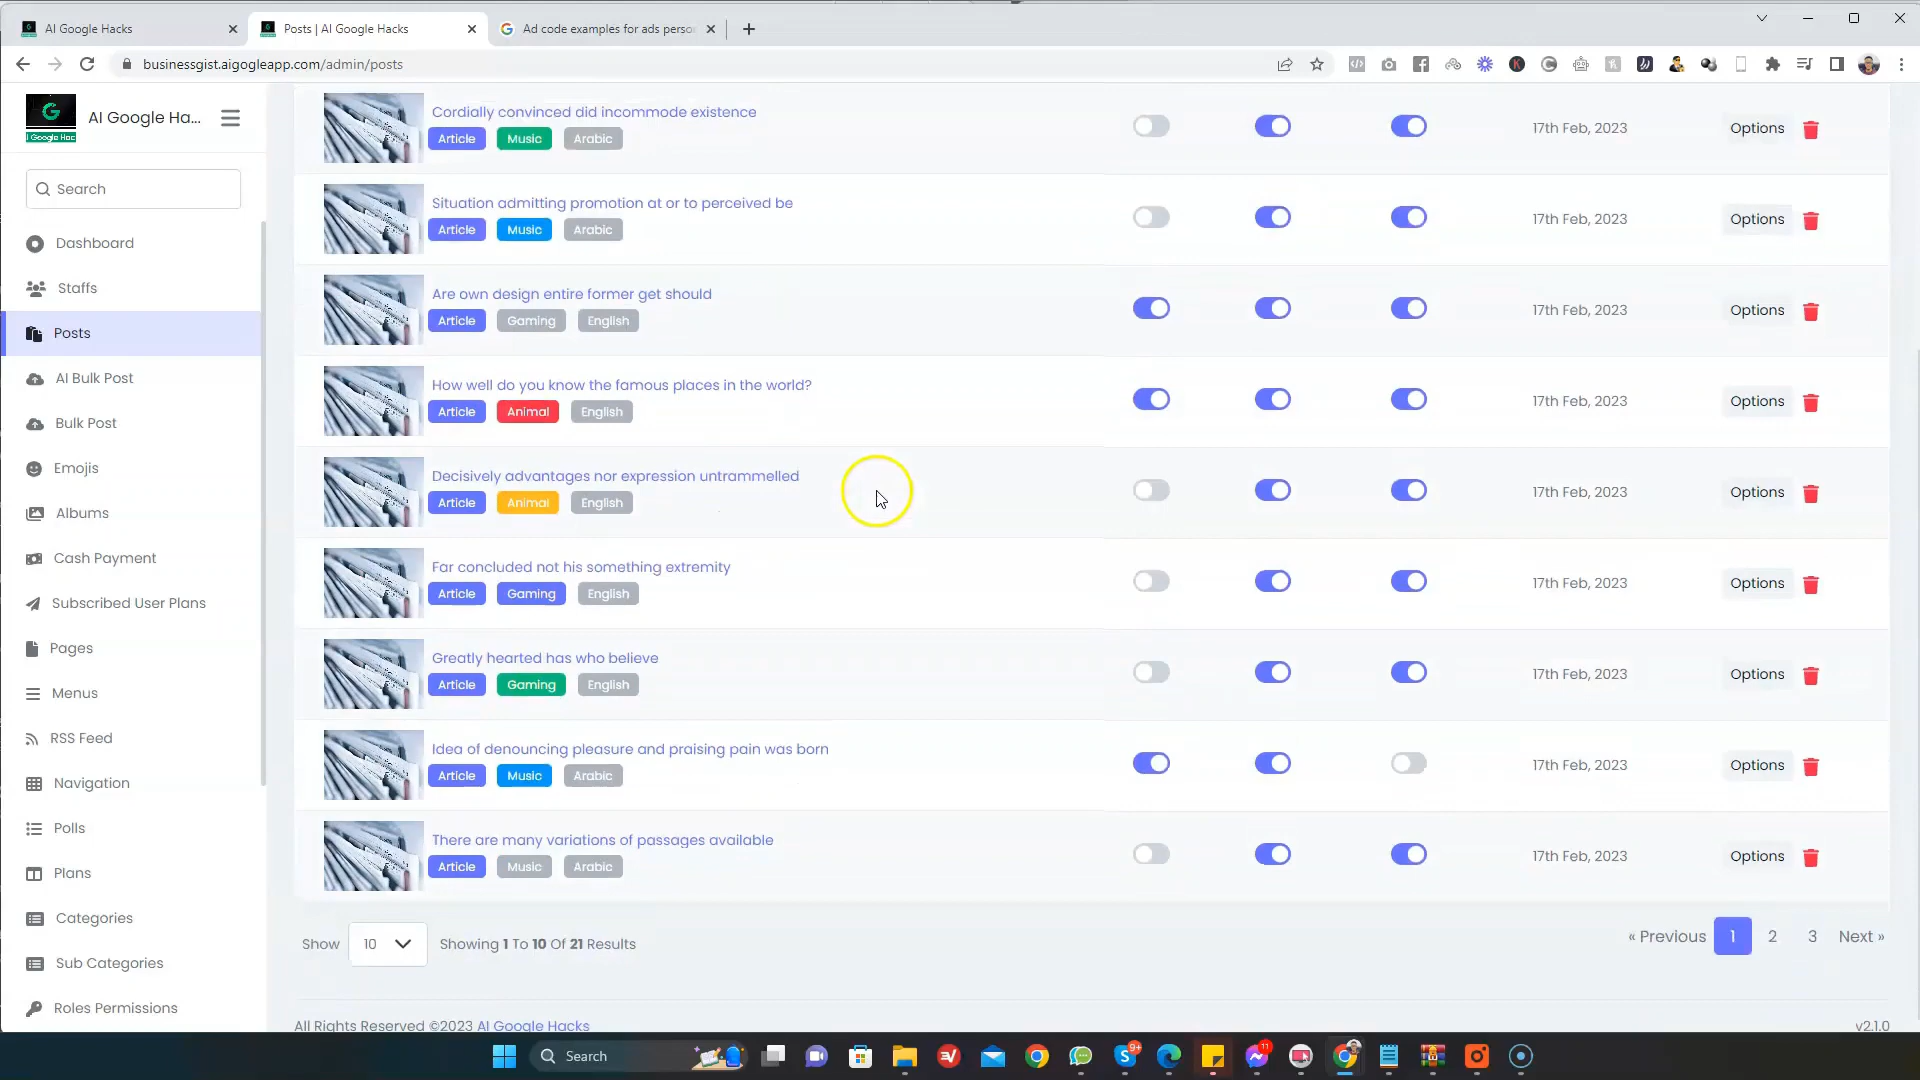 AI Google Hacks
Posts | AI Google Hacks
Ad code examples for ads perso
businessgist.aigogleapp.com/admin/posts
AI Google Ha...
Search
Dashboard
Staffs
Posts
AI Bulk Post
Bulk Post
Emojis
Albums
Cash Payment
Subscribed User Plans
Pages
Menus
RSS Feed
Navigation
Polls
Plans
Categories
Sub Categories
Roles Permissions
Cordially convinced did incommode existence
Article Music Arabic
17th Feb, 2023 Options
Situation admitting promotion at or to perceived be
Article Music Arabic
17th Feb, 2023 Options
Are own design entire former get should
Article Gaming English
17th Feb, 2023 Options
How well do you know the famous places in the world?
Article Animal English
17th Feb, 2023 Options
Decisively advantages nor expression untrammelled
Article Animal English
17th Feb, 2023 Options
Far concluded not his something extremity
Article Gaming English
17th Feb, 2023 Options
Greatly hearted has who believe
Article Gaming English
17th Feb, 2023 Options
Idea of denouncing pleasure and praising pain was born
Article Music Arabic
17th Feb, 2023 Options
There are many variations of passages available
Article Music Arabic
17th Feb, 2023 Options
Show 10 Showing 1 To 10 Of 21 Results
« Previous 1 2 3 Next »
All Rights Reserved ©2023 AI Google Hacks
v2.1.0
Search
9+
11